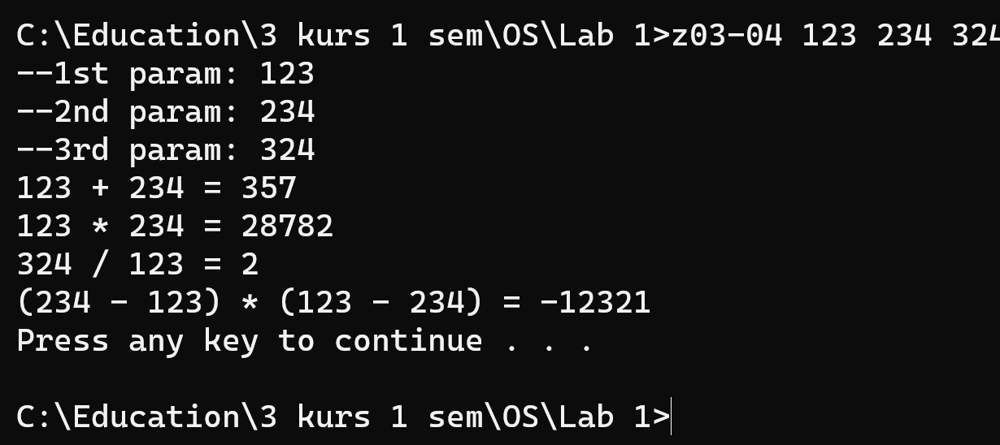 C:\Education\3 kurs 1 sem\OS\Lab 1>z03-04 123 234 324
--1st param: 123
--2nd param: 234
--3rd param: 324
123 + 234 = 357
123 * 234 = 28782
324 / 123 = 2
(234 - 123) * (123 - 234) = -12321
Press any key to continue . . .
C:\Education\3 kurs 1 sem\OS\Lab 1>